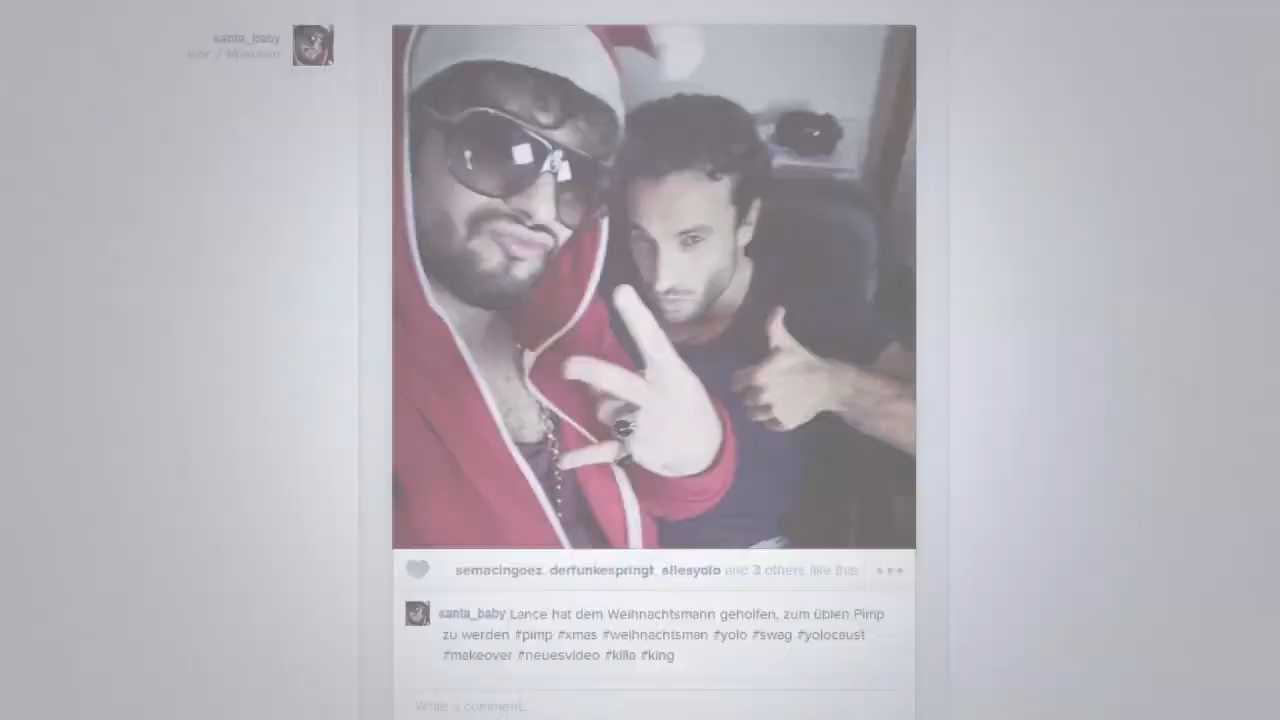 santa_baby
semacingoez, derfunkespringt, allesyolo and 3 others like this
santa_baby Lance hat dem Weihnachtsmann geholfen, zum üblen Pimp
zu werden #pimp #xmas #weihnachtsman #yolo #swag #yolocaust
#makeover #neuesvideo #killa #king
Write a comment...